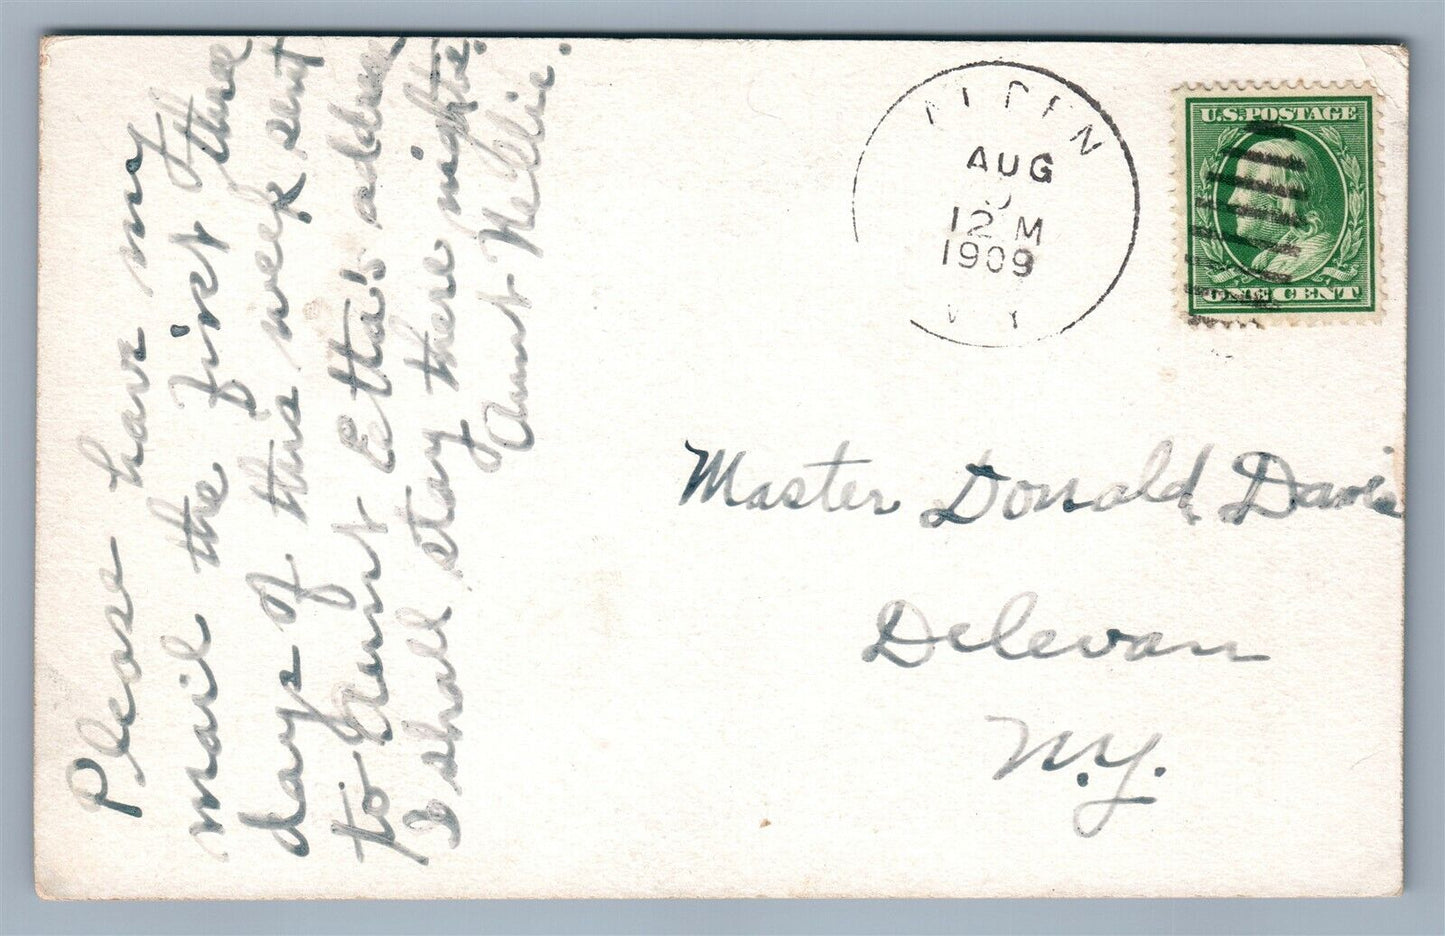 Please have my
mail the first three
days of this week sent
to Aunt Etta's address
I shall stay there nights.
Aunt Nellie.
AUG
12 M
1909
N.Y.
U.S. POSTAGE
ONE CENT
Master Donald Davis
Delevan
N.Y.